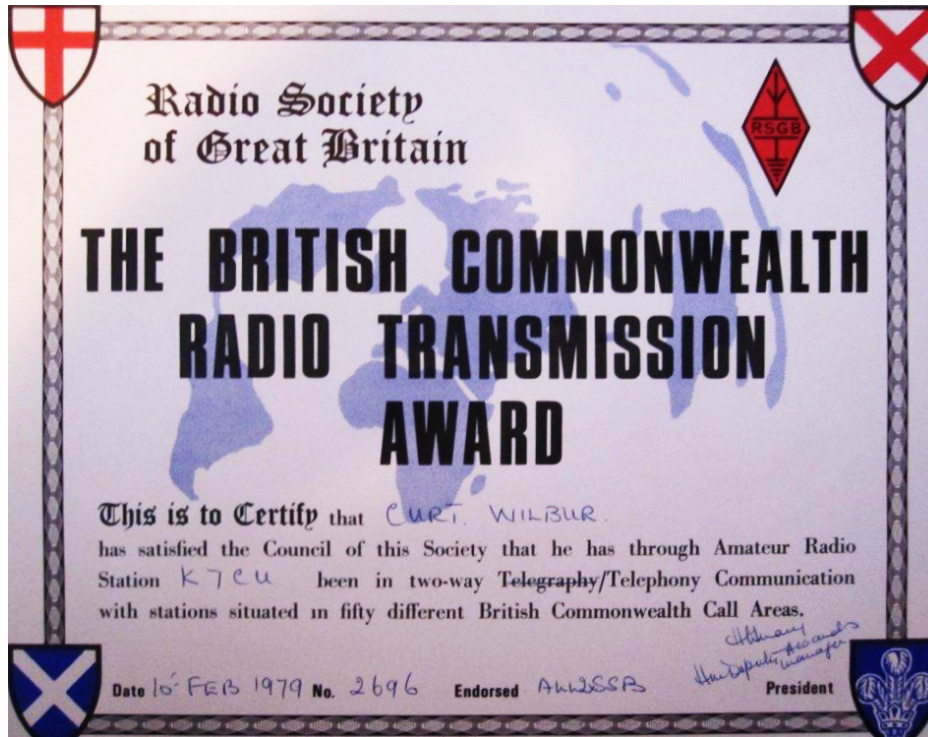 Radio Society
of Great Britain
RSGB
THE BRITISH COMMONWEALTH
RADIO TRANSMISSION
AWARD
This is to Certify that CURT. WILBUR.
has satisfied the Council of this Society that he has through Amateur Radio
Station K7CU been in two-way Telegraphy/Telephony Communication
with stations situated in fifty different British Commonwealth Call Areas.
Deputy Awards
Manager
Date 10 FEB 1979 No. 2696 Endorsed President